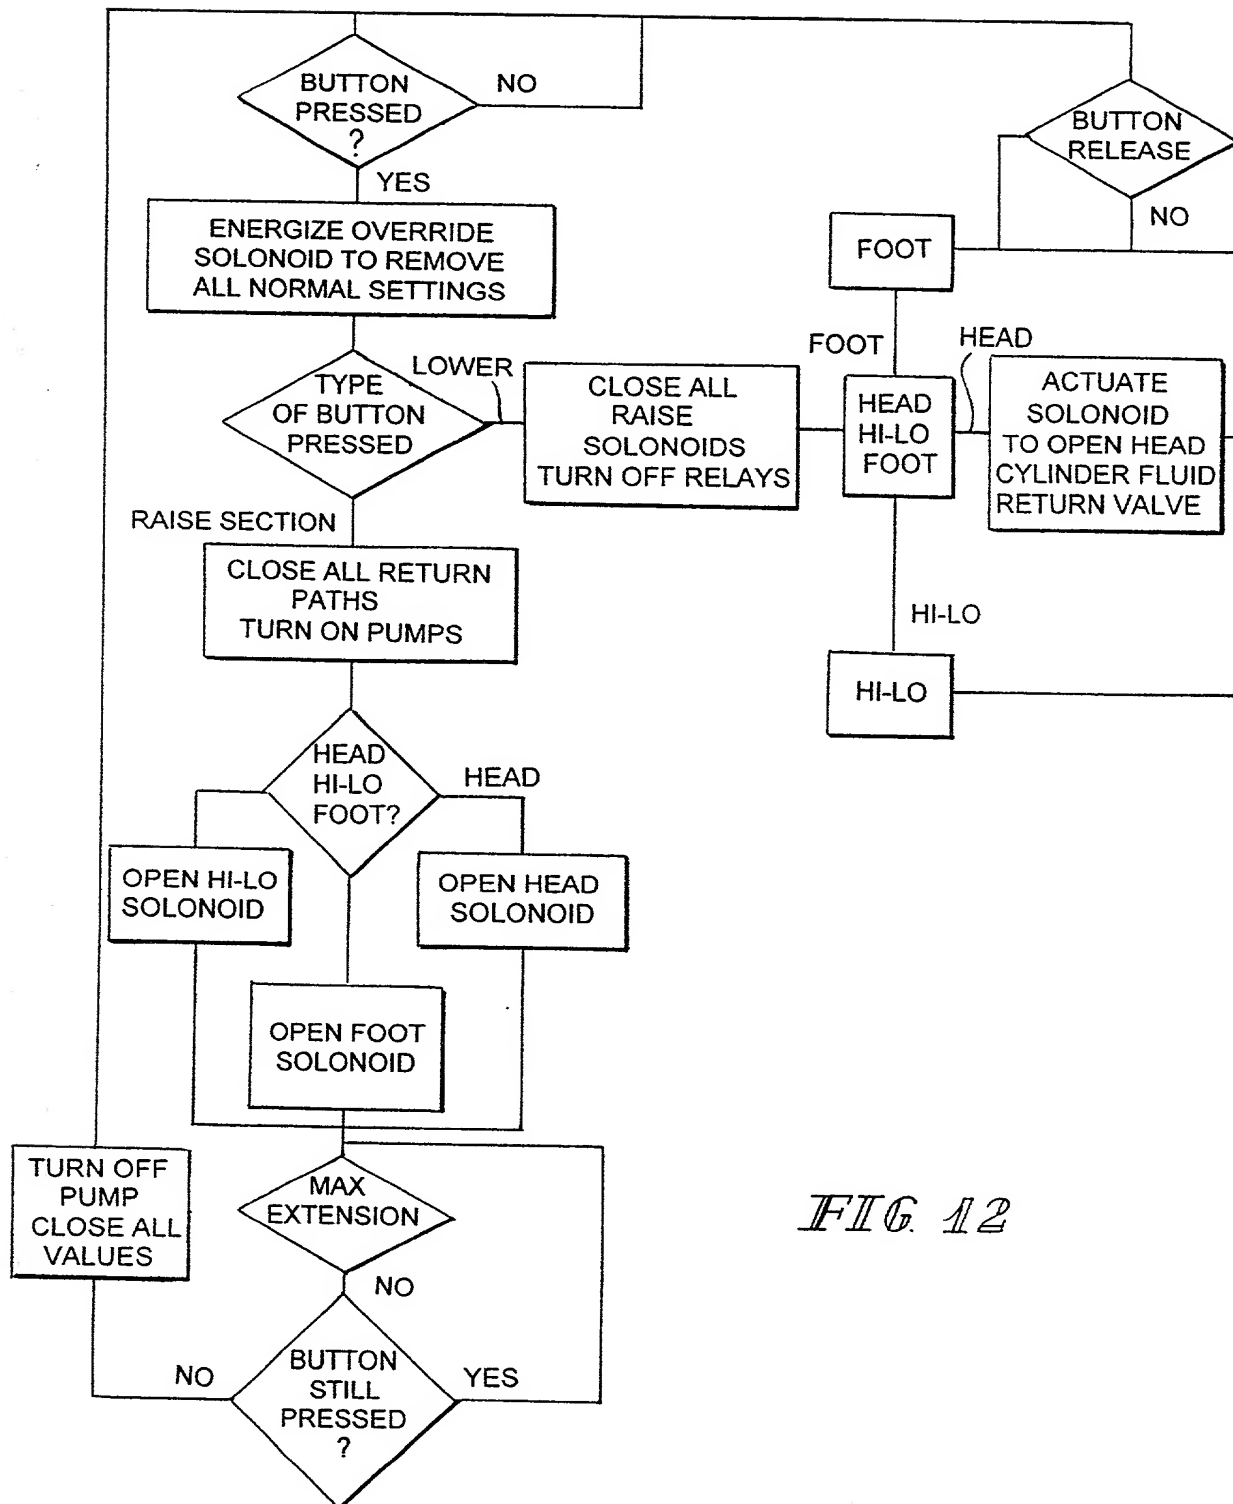 BUTTON
PRESSED
?
NO
YES
BUTTON
RELEASE
NO
ENERGIZE OVERRIDE
SOLONOID TO REMOVE
ALL NORMAL SETTINGS
FOOT
TYPE
OF BUTTON
PRESSED
LOWER
CLOSE ALL
RAISE
SOLONOIDS
TURN OFF RELAYS
FOOT
HEAD
HI-LO
FOOT
HEAD
ACTUATE
SOLONOID
TO OPEN HEAD
CYLINDER FLUID
RETURN VALVE
RAISE SECTION
CLOSE ALL RETURN
PATHS
TURN ON PUMPS
HI-LO
HI-LO
HEAD
HI-LO
FOOT?
HEAD
OPEN HI-LO
SOLONOID
OPEN HEAD
SOLONOID
OPEN FOOT
SOLONOID
TURN OFF
PUMP
CLOSE ALL
VALUES
MAX
EXTENSION
NO
NO
BUTTON
STILL
PRESSED
?
YES
FIG. 12